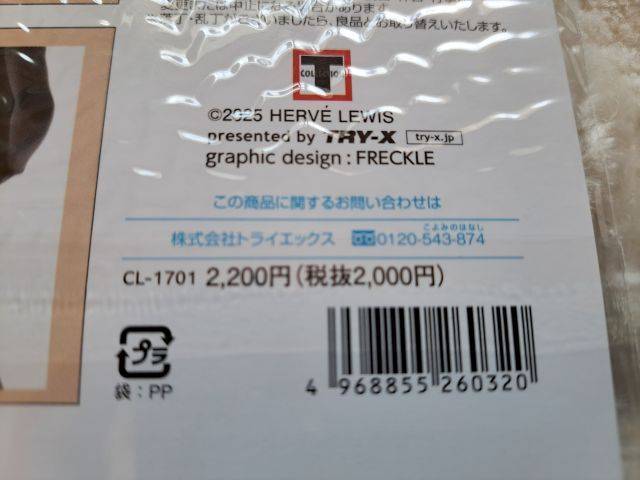 落丁・乱丁がございましたら、良品とお取り替えいたします。
T
COLLECTION
©2025 HERVÉ LEWIS
presented by TRY-X try-x.jp
graphic design : FRECKLE
この商品に関するお問い合わせは
こよみのはなし
株式会社トライエックス 0120-543-874
CL-1701 2,200円(税抜2,000円)
プラ
袋：PP
4 968855 260320